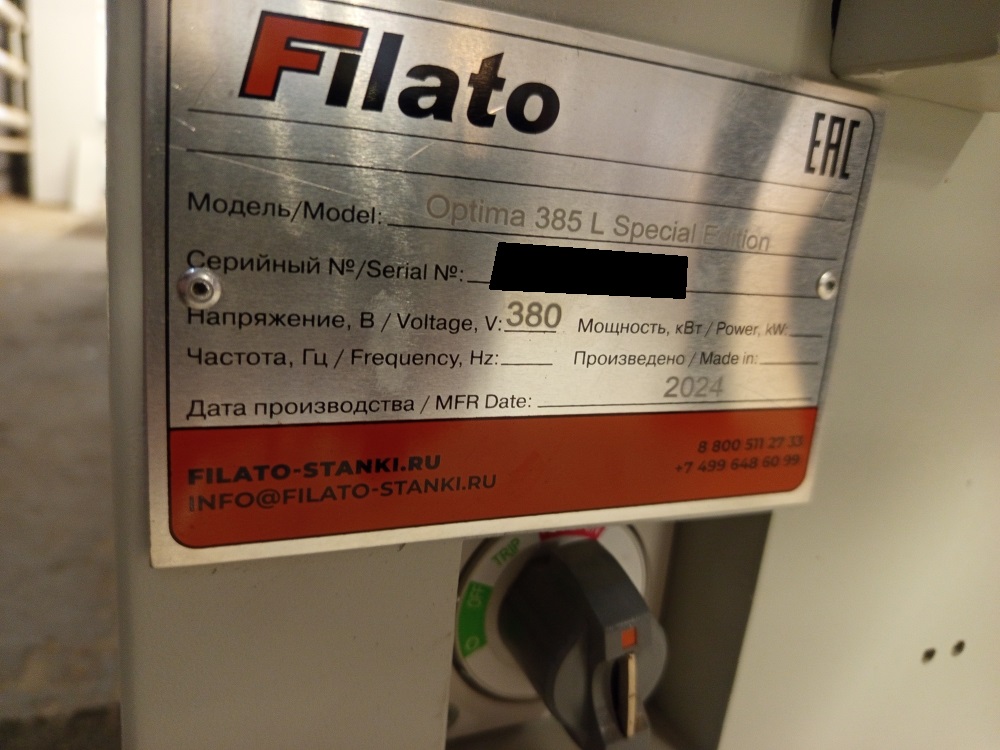 Filato
EAC
Модель/Model: Optima 385 L Special Edition
Серийный №/Serial №:
Напряжение, В / Voltage, V: 380 Мощность, кВт / Power, kW:
Частота, Гц / Frequency, Hz: Произведено / Made in:
Дата производства / MFR Date: 2024
FILATO-STANKI.RU 8 800 511 27 33
INFO@FILATO-STANKI.RU +7 499 648 60 99
TRIP
OFF